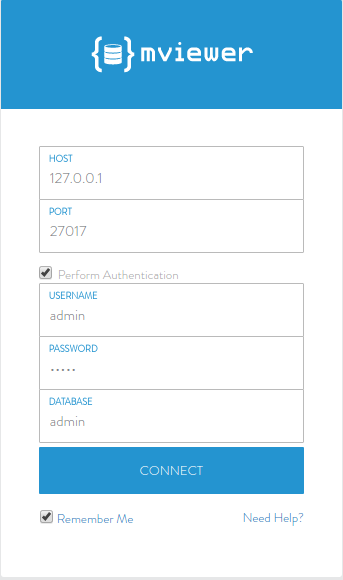 mviewer
HOST
127.0.0.1
PORT
27017
Perform Authentication
USERNAME
admin
PASSWORD
•••••
DATABASE
admin
CONNECT
Remember Me
Need Help?